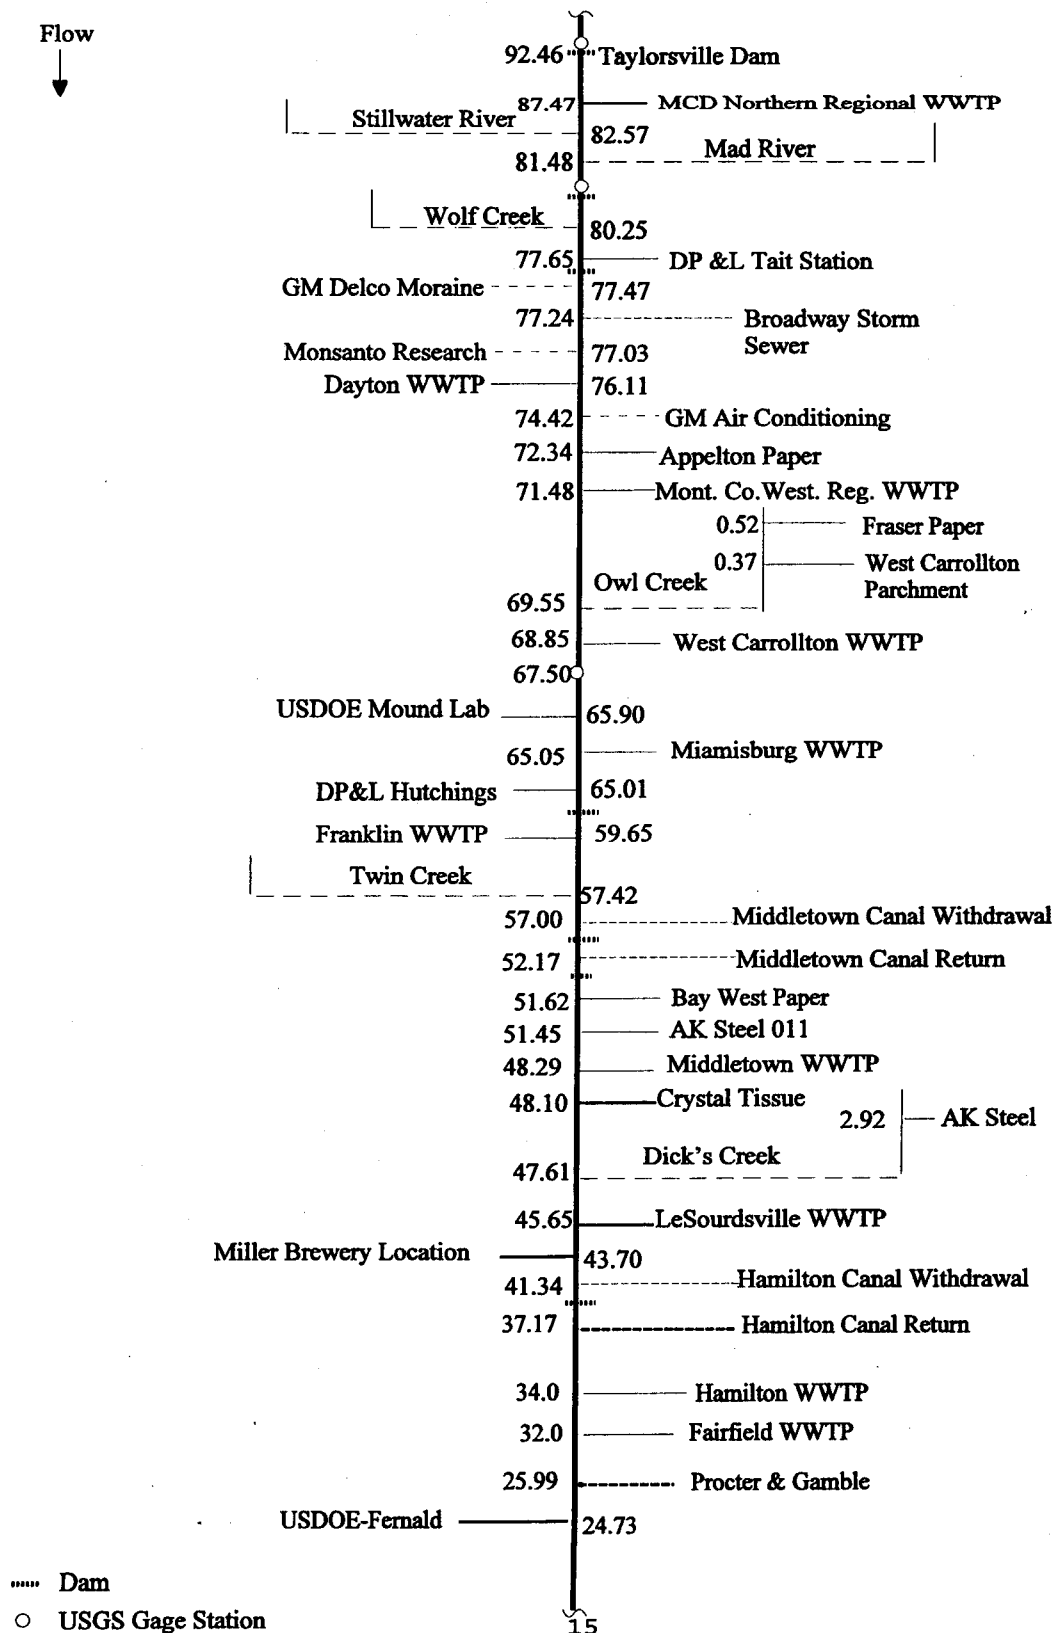 Flow
92.46 Taylorsville Dam
87.47 MCD Northern Regional WWTP
Stillwater River 82.57
81.48 Mad River
Wolf Creek 80.25
77.65 DP &L Tait Station
GM Delco Moraine 77.47
77.24 Broadway Storm
Sewer
Monsanto Research 77.03
Dayton WWTP 76.11
74.42 GM Air Conditioning
72.34 Appelton Paper
71.48 Mont. Co.West. Reg. WWTP
0.52 Fraser Paper
0.37 West Carrollton
Parchment
Owl Creek
69.55
68.85 West Carrollton WWTP
67.50
USDOE Mound Lab 65.90
65.05 Miamisburg WWTP
DP&L Hutchings 65.01
Franklin WWTP 59.65
Twin Creek 57.42
57.00 Middletown Canal Withdrawal
52.17 Middletown Canal Return
51.62 Bay West Paper
51.45 AK Steel 011
48.29 Middletown WWTP
48.10 Crystal Tissue
2.92 AK Steel
47.61 Dick's Creek
45.65 LeSourdsville WWTP
Miller Brewery Location 43.70
41.34 Hamilton Canal Withdrawal
37.17 Hamilton Canal Return
34.0 Hamilton WWTP
32.0 Fairfield WWTP
25.99 Procter & Gamble
USDOE-Fernald 24.73
Dam
USGS Gage Station
15